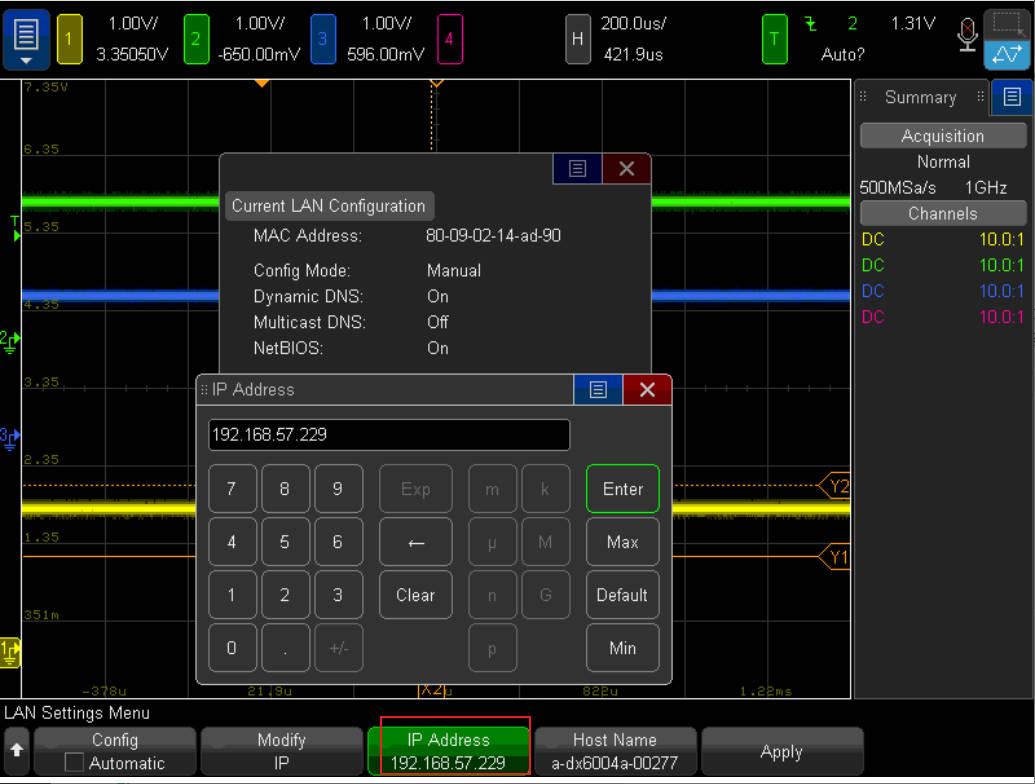 1 1.00V/ 2 1.00V/ 3 1.00V/ 4 H 200.0us/ T 2 1.31V
3.35050V -650.00mV 596.00mV 421.9us Auto?
7.35V
Summary
6.35
Acquisition
Normal
500MSa/s 1GHz
Channels
DC 10.0:1
DC 10.0:1
DC 10.0:1
DC 10.0:1
Current LAN Configuration
MAC Address: 80-09-02-14-ad-90
Config Mode: Manual
Dynamic DNS: On
Multicast DNS: Off
NetBIOS: On
T
5.35
4.35
2
3.35
3
2.35
Y2
1.35
Y1
351m
1
IP Address
192.168.57.229
7 8 9 Exp m k Enter
4 5 6 ← µ M Max
1 2 3 Clear n G Default
0 . +/- p Min
-378u 21.9u X2 u 822u 1.22ms
LAN Settings Menu
Config Modify IP Address Host Name Apply
Automatic IP 192.168.57.229 a-dx6004a-00277